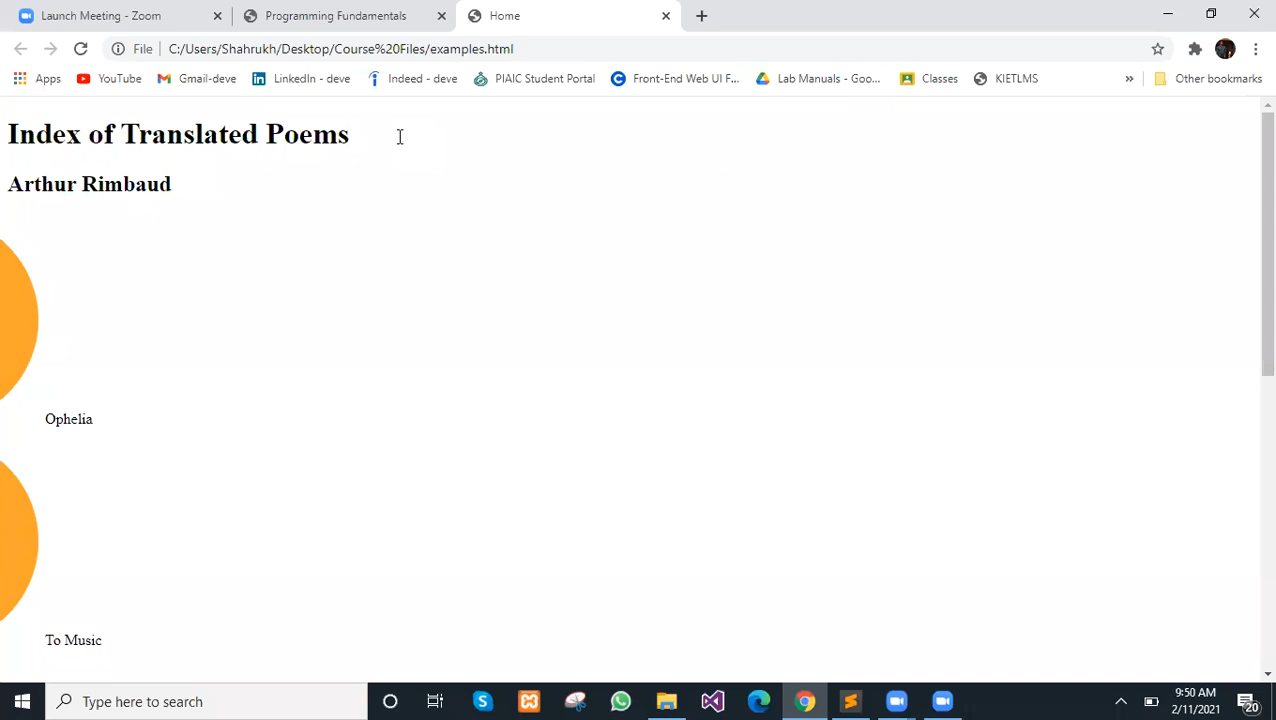 Launch Meeting - Zoom
Programming Fundamentals
Home
File
C:/Users/Shahrukh/Desktop/Course%20Files/examples.html
Apps
YouTube
Gmail-deve
LinkedIn - deve
Indeed - deve
PIAIC Student Portal
Front-End Web UI F...
Lab Manuals - Goo...
Classes
KIETLMS
»
Other bookmarks
Index of Translated Poems
Arthur Rimbaud
Ophelia
To Music
Type here to search
9:50 AM
2/11/2021
20